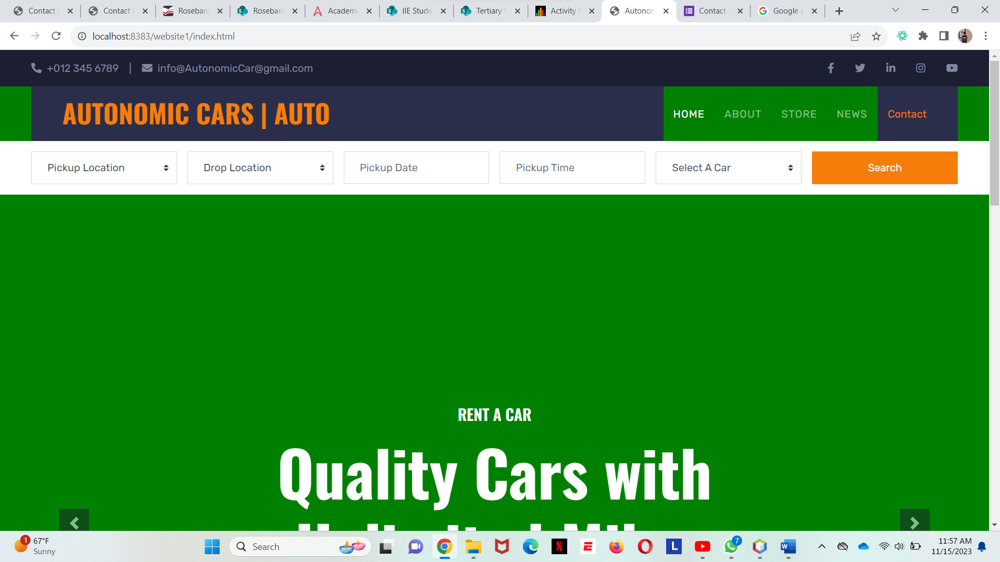 Contact
Contact
Roseban
Roseban
Academi
IIE Stude
Tertiary S
Activity S
Autonom
Contact
Google A
localhost:8383/website1/index.html
+012 345 6789 | info@AutonomicCar@gmail.com
AUTONOMIC CARS | AUTO
HOME ABOUT STORE NEWS Contact
Pickup Location Drop Location Pickup Date Pickup Time Select A Car Search
RENT A CAR
Quality Cars with
1 67°F
Sunny
Search
N E L 7 W
11:57 AM
11/15/2023